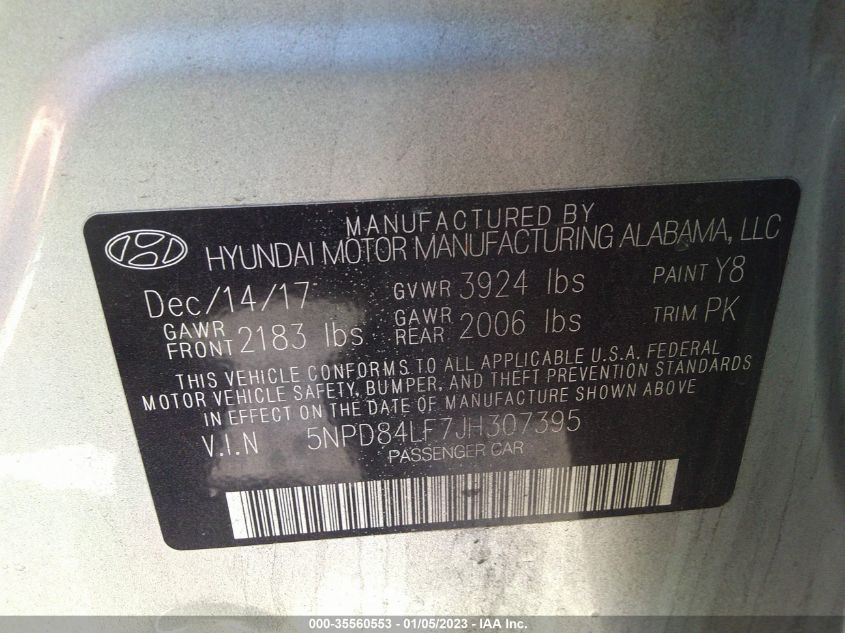 MANUFACTURED BY
HYUNDAI MOTOR MANUFACTURING ALABAMA, LLC
Dec/14/17 GVWR 3924 lbs PAINT Y8
GAWR FRONT 2183 lbs GAWR REAR 2006 lbs TRIM PK
THIS VEHICLE CONFORMS TO ALL APPLICABLE U.S.A. FEDERAL
MOTOR VEHICLE SAFETY, BUMPER, AND THEFT PREVENTION STANDARDS
IN EFFECT ON THE DATE OF MANUFACTURE SHOWN ABOVE
V.I.N 5NPD84LF7JH307395
PASSENGER CAR
000-35560553 - 01/05/2023 - IAA Inc.